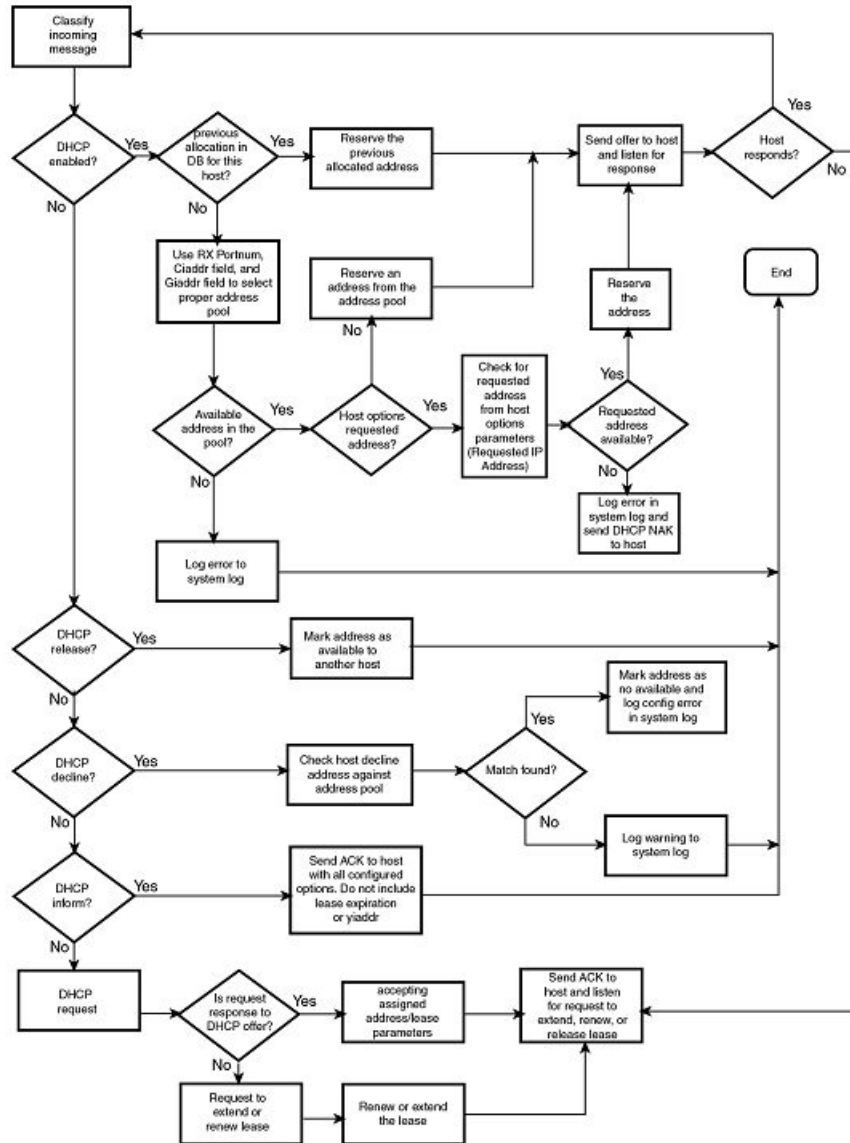 Classify
incoming
message
Yes
DHCP
enabled?
Yes
previous
allocation in
DB for this
host?
Yes
Reserve the
previous
allocated address
Send offer to host
and listen for
response
Host
responds?
No
No
No
Use RX Portnum,
Ciaddr field, and
Giaddr field to select
proper address
pool
Reserve an
address from the
address pool
No
Reserve
the
address
End
Yes
Available
address in the
pool?
Yes
Host options
requested
address?
Yes
Check for
requested
address
from host
options
parameters
(Requested IP
Address)
Requested
address
available?
No
No
Log error in
system log and
send DHCP NAK
to host
Log error to
system log
DHCP
release?
Yes
Mark address as
available to
another host
No
Mark address as
no available and
log config error
in system log
Yes
DHCP
decline?
Yes
Check host decline
address against
address pool
Match found?
No
No
Log warning to
system log
DHCP
inform?
Yes
Send ACK to host
with all configured
options. Do not include
lease expiration
or yiaddr
No
DHCP
request
Is request
response to
DHCP offer?
Yes
accepting
assigned
address/lease
parameters
Send ACK to
host and listen
for request to
extend, renew, or
release lease
No
Request to
extend or
renew lease
Renew or extend
the lease